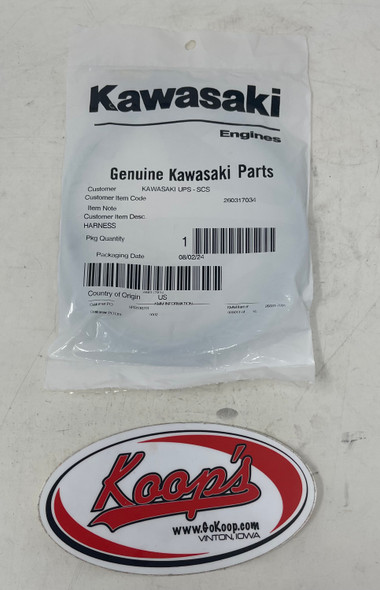 Kawasaki
Engines
Genuine Kawasaki Parts
Customer KAWASAKI UPS - SCS
Customer Item Code 260317034
Item Note
Customer Item Desc
HARNESS
Pkg Quantity 1
Packaging Date 08/02/24
Country of Origin US
Koop's
www.GoKoop.com
VINTON, IOWA